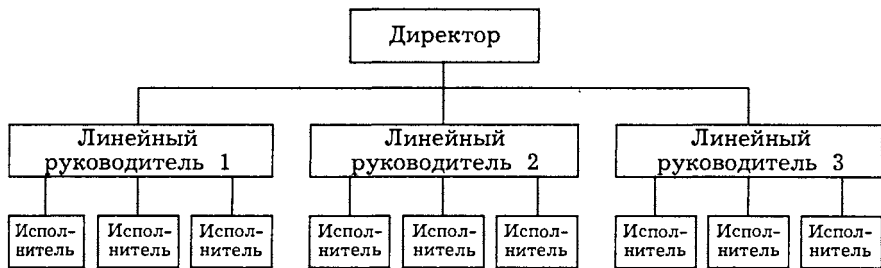 Директор
Линейный
руководитель 1
Линейный
руководитель 2
Линейный
руководитель 3
Испол-
нитель
Испол-
нитель
Испол-
нитель
Испол-
нитель
Испол-
нитель
Испол-
нитель
Испол-
нитель
Испол-
нитель
Испол-
нитель